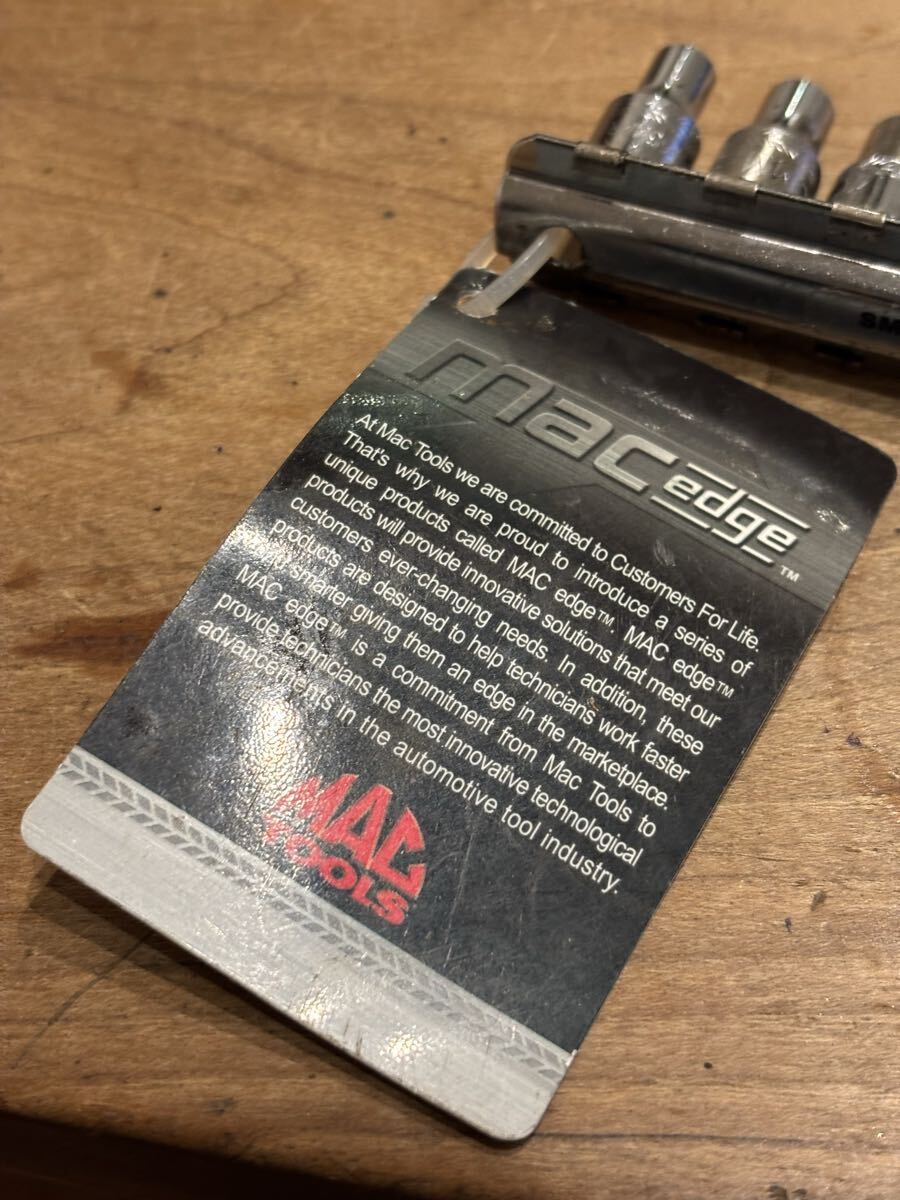 SM
mac edge™
At Mac Tools we are committed to Customers For Life.
That's why we are proud to introduce a series of
unique products called MAC edge™. MAC edge™
products will provide innovative solutions that meet our
customers ever-changing needs. In addition, these
products are designed to help technicians work faster
and smarter giving them an edge in the marketplace.
MAC edge™ is a commitment from Mac Tools to
provide technicians the most innovative technological
advancements in the automotive tool industry.
MAC
TOOLS